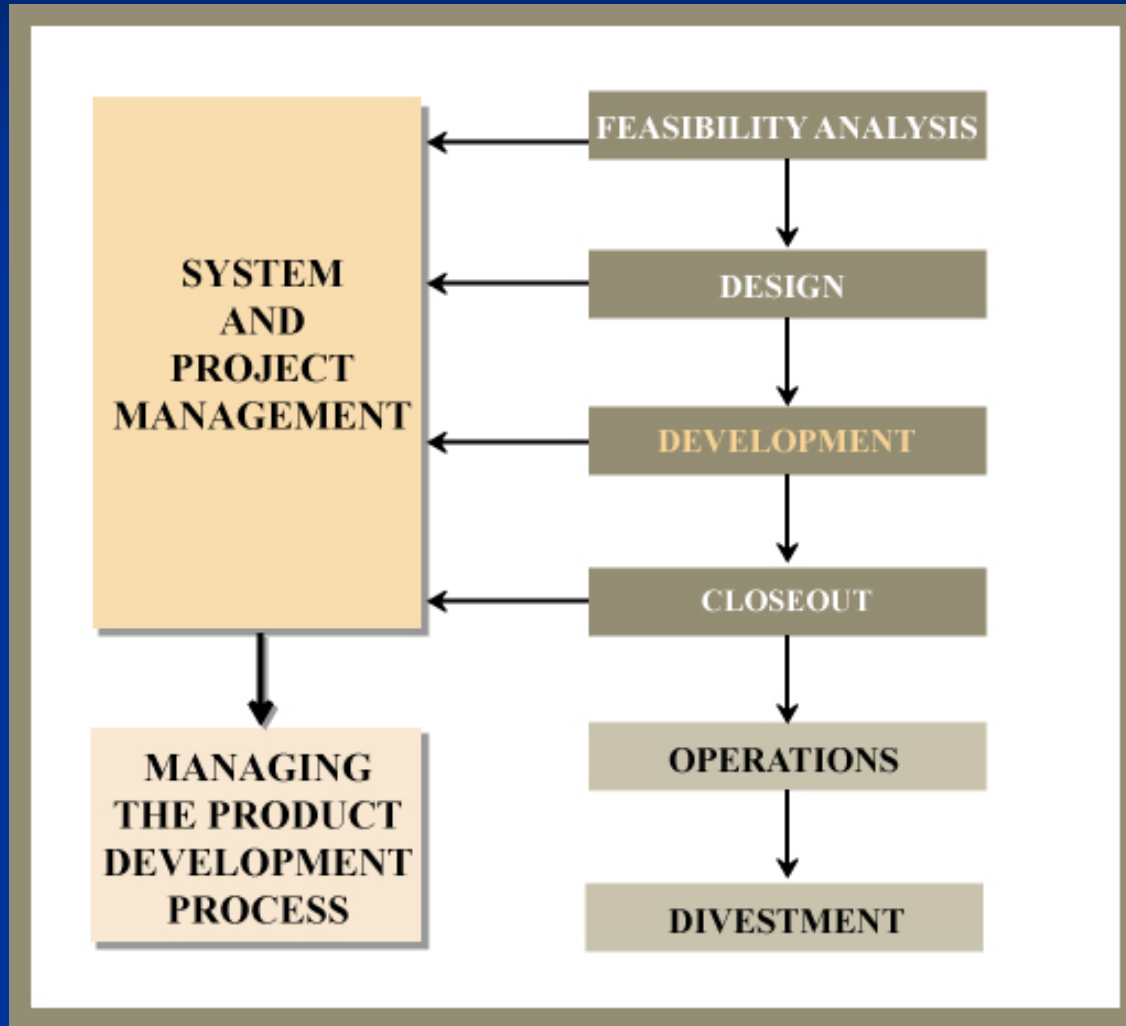 SYSTEM
AND
PROJECT
MANAGEMENT
MANAGING
THE PRODUCT
DEVELOPMENT
PROCESS
FEASIBILITY ANALYSIS
DESIGN
DEVELOPMENT
CLOSEOUT
OPERATIONS
DIVESTMENT